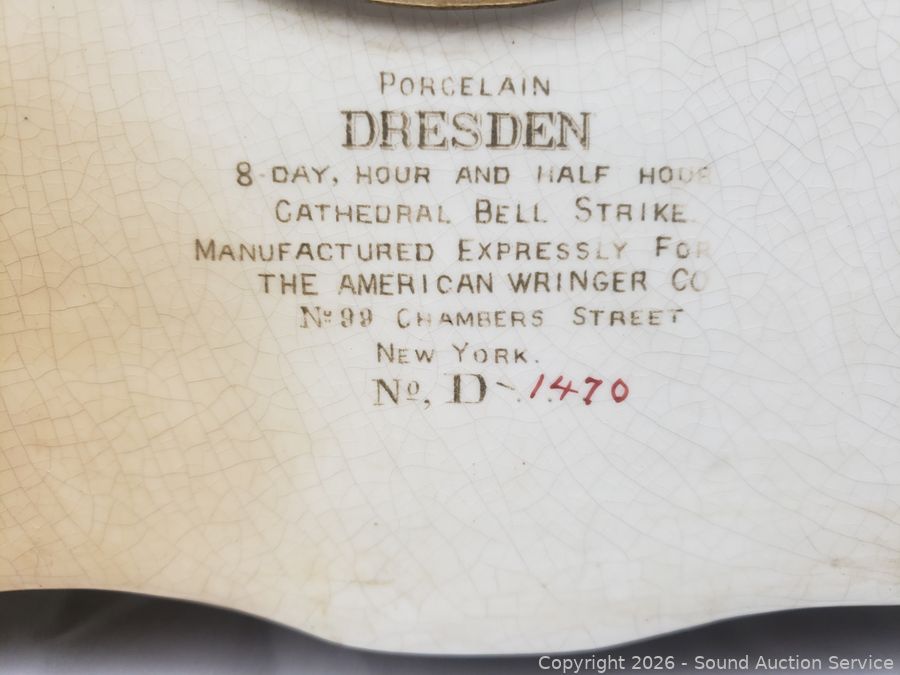 PORCELAIN
DRESDEN
8-DAY, HOUR AND HALF HOUR
CATHEDRAL BELL STRIKE.
MANUFACTURED EXPRESSLY FOR
THE AMERICAN WRINGER CO
Nº 99 CHAMBERS STREET
NEW YORK.
Nº, D~1470
Copyright 2026 - Sound Auction Service